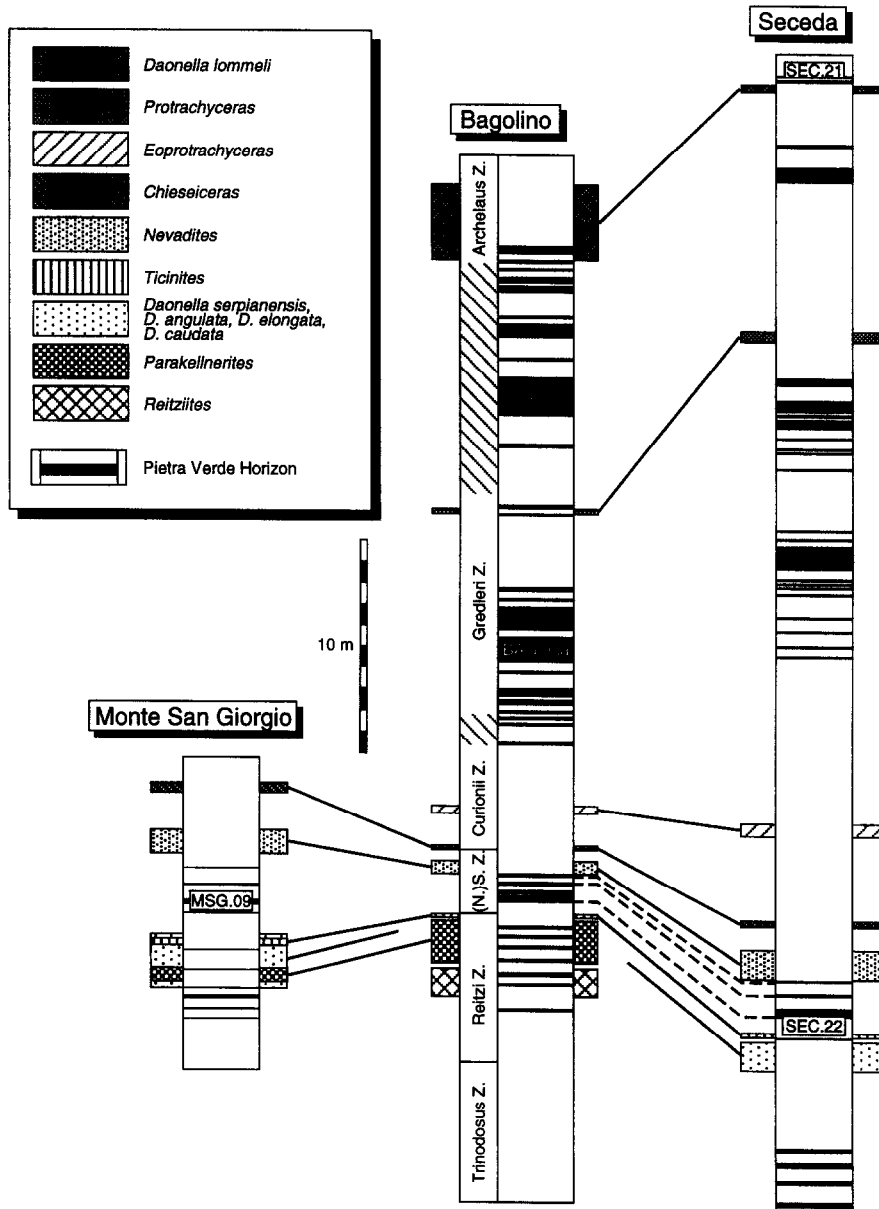 Daonella lommeli
Protrachyceras
Eoprotrachyceras
Chieseiceras
Nevadites
Ticinites
Daonella serpianensis,
D. angulata, D. elongata,
D. caudata
Parakellnerites
Reitziites
Pietra Verde Horizon
10 m
Monte San Giorgio
MSG.09
Bagolino
Archelaus Z.
Gredleri Z.
Curionii Z.
(N.)S. Z.
Reitzi Z.
Trinodosus Z.
Seceda
SEC.21
SEC.22